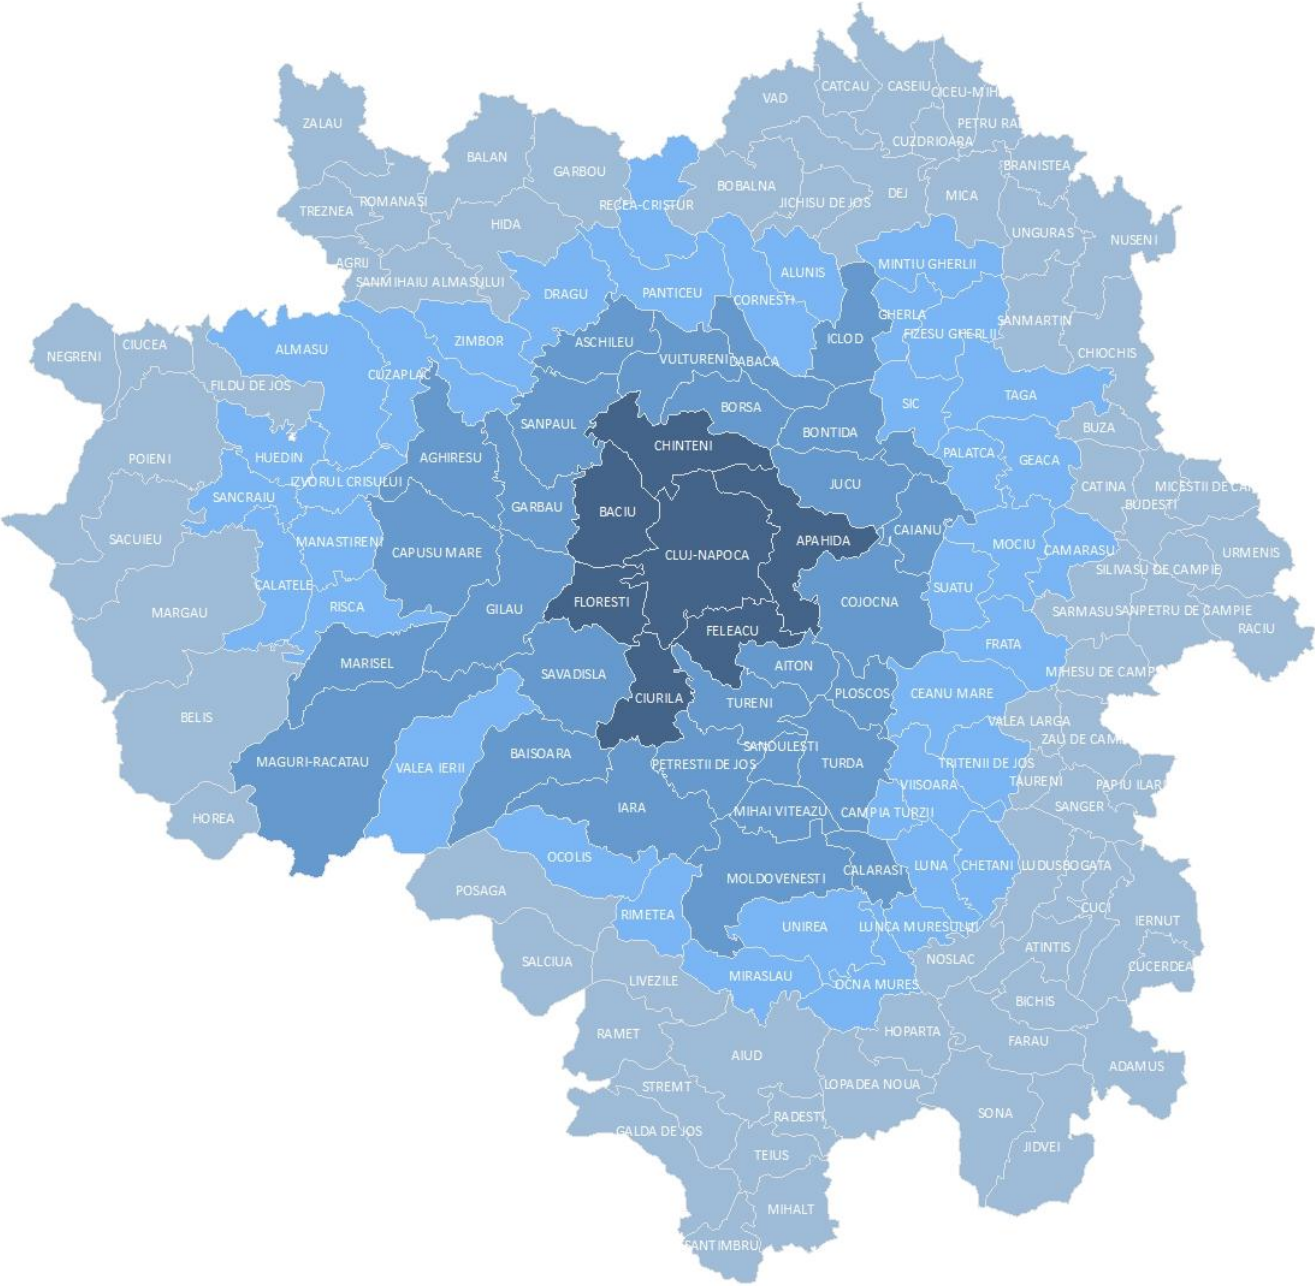 CATCAU
CASEIU
CICEU-MIH
VAD
ZALAU
PETRU RA
CUZDRIOARA
BALAN
BRANISTEA
GARBOU
BOBALNA
DEJ
MICA
ROMANASI
JICHISU DE JOS
RECEA-CRISTUR
TREZNEA
HIDA
UNGURAS
NUSENI
AGRIJ
MINTIU GHERLII
ALUNIS
SANMIHAIU ALMASULUI
DRAGU
PANTICEU
CORNESTI
GHERLA
SANMARTIN
FIZESU GHERLII
ICLOD
ZIMBOR
ASCHILEU
CIUCEA
ALMASU
NEGRENI
VULTURENI
DABACA
CHIOCHIS
CUZAPLAC
FILDU DE JOS
TAGA
SIC
BORSA
SANPAUL
BUZA
BONTIDA
CHINTENI
PALATCA
POIENI
HUEDIN
AGHIRESU
GEACA
IZVORUL CRISULUI
JUCU
CATINA
MICESTII DE CAM
SANCRAIU
BUDESTI
GARBAU
BACIU
CAIANU
SACUIEU
MANASTIRENI
APAHIDA
MOCIU
CAMARASU
CAPUSU MARE
CLUJ-NAPOCA
URMENIS
SILIVASU DE CAMPIE
CALATELE
SUATU
RISCA
FLORESTI
COJOCNA
GILAU
MARGAU
SARMASU
SANPETRU DE CAMPIE
RACIU
FELEACU
FRATA
MARISEL
AITON
SAVADISLA
MIHESU DE CAMP
PLOSCOS
CEANU MARE
CIURILA
TURENI
BELIS
VALEA LARGA
ZAU DE CAMP
SANDULESTI
BAISOARA
MAGURI-RACATAU
PETRESTII DE JOS
TURDA
TRITENII DE JOS
VALEA IERII
TAURENI
VIISOARA
PAPIU ILAR
IARA
SANGER
MIHAI VITEAZU
CAMPIA TURZII
HOREA
OCOLIS
LUNA
CHETANI
LUDUS
BOGATA
CALARASI
MOLDOVENESTI
POSAGA
CUCI
RIMETEA
IERNUT
UNIREA
LUNCA MURESULUI
ATINTIS
NOSLAC
SALCIUA
CUCERDEA
MIRASLAU
LIVEZILE
OCNA MURES
BICHIS
RAMET
HOPARTA
FARAU
AIUD
ADAMUS
STREMT
LOPADEA NOUA
RADESTI
SONA
GALDA DE JOS
JIDVEI
TEIUS
MIHALT
SANTIMBRU